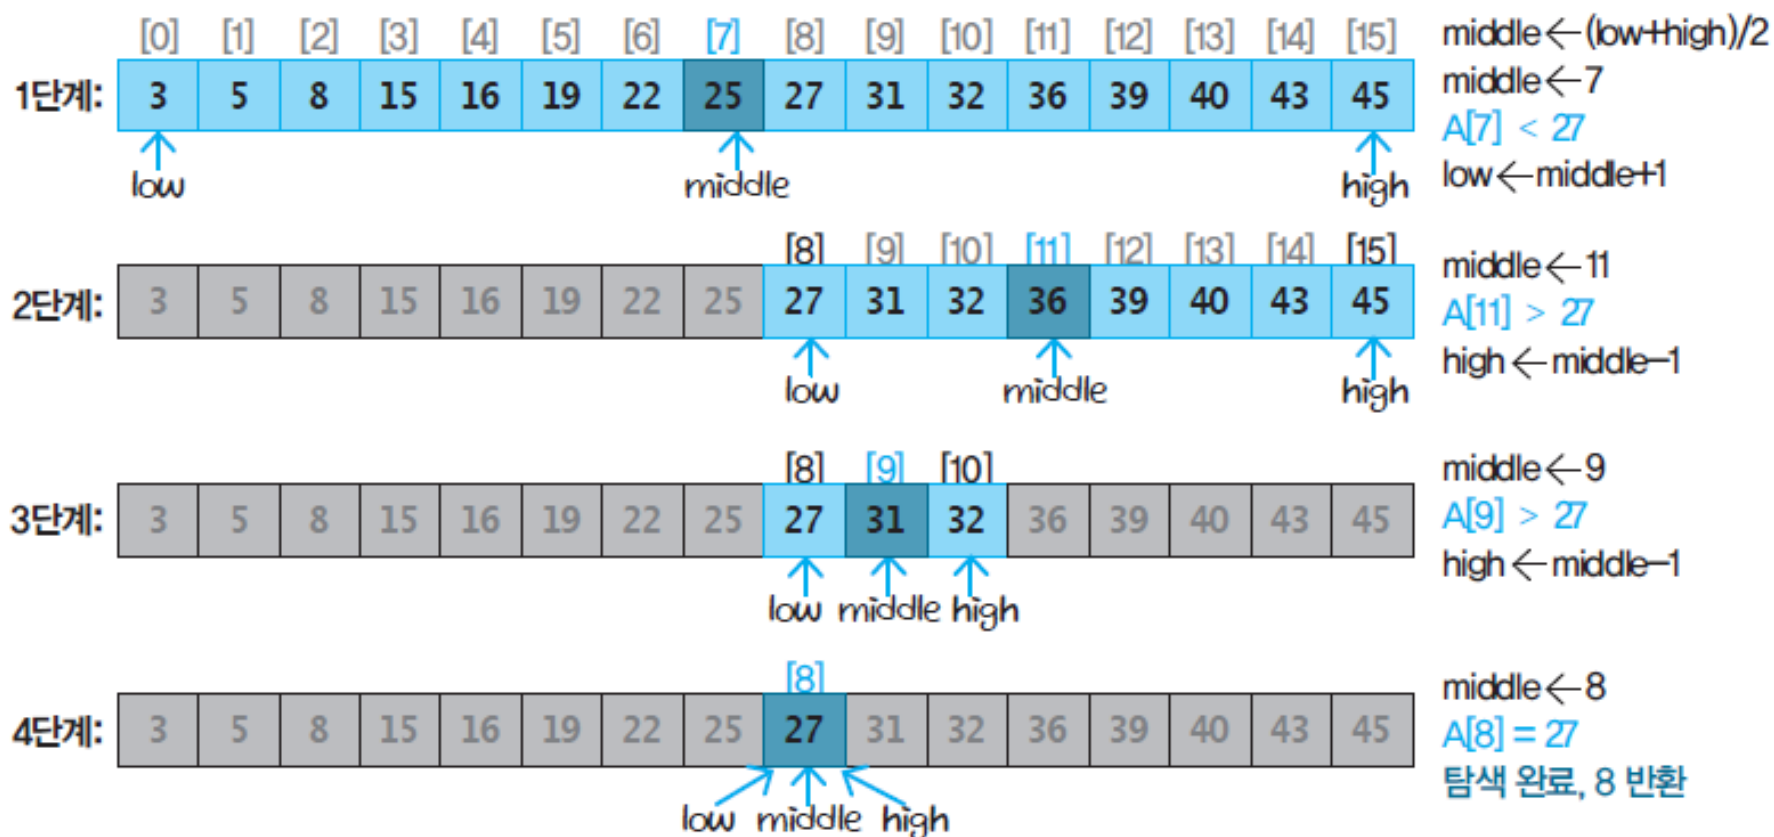 [0] [1] [2] [3] [4] [5] [6] [7] [8] [9] [10] [11] [12] [13] [14] [15] middle←(low+high)/2
1단계: 3 5 8 15 16 19 22 25 27 31 32 36 39 40 43 45 middle←7
A[7] < 27
low middle high low←middle+1
[8] [9] [10] [11] [12] [13] [14] [15] middle←11
2단계: 3 5 8 15 16 19 22 25 27 31 32 36 39 40 43 45 A[11] > 27
low middle high high←middle−1
[8] [9] [10] middle←9
3단계: 3 5 8 15 16 19 22 25 27 31 32 36 39 40 43 45 A[9] > 27
high←middle−1
low middle high
[8] middle←8
4단계: 3 5 8 15 16 19 22 25 27 31 32 36 39 40 43 45 A[8] = 27
탐색 완료, 8 반환
low middle high